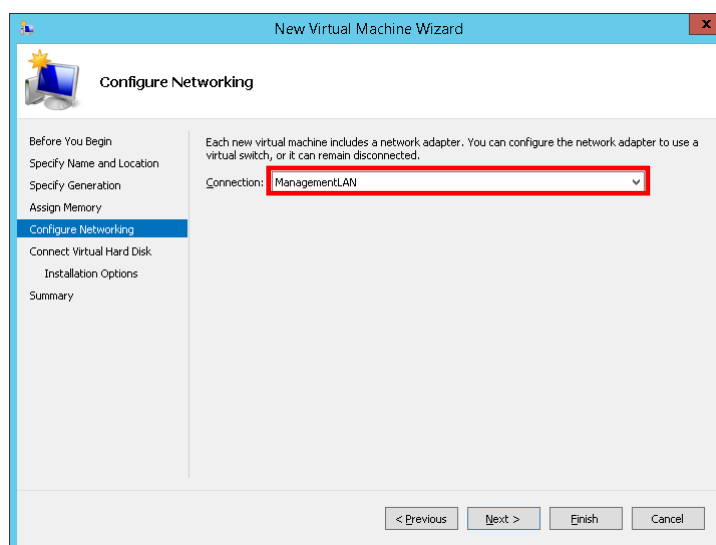 New Virtual Machine Wizard
x
Configure Networking
Before You Begin
Specify Name and Location
Specify Generation
Assign Memory
Configure Networking
Connect Virtual Hard Disk
Installation Options
Summary
Each new virtual machine includes a network adapter. You can configure the network adapter to use a
virtual switch, or it can remain disconnected.
Connection: ManagementLAN
< Previous Next > Finish Cancel